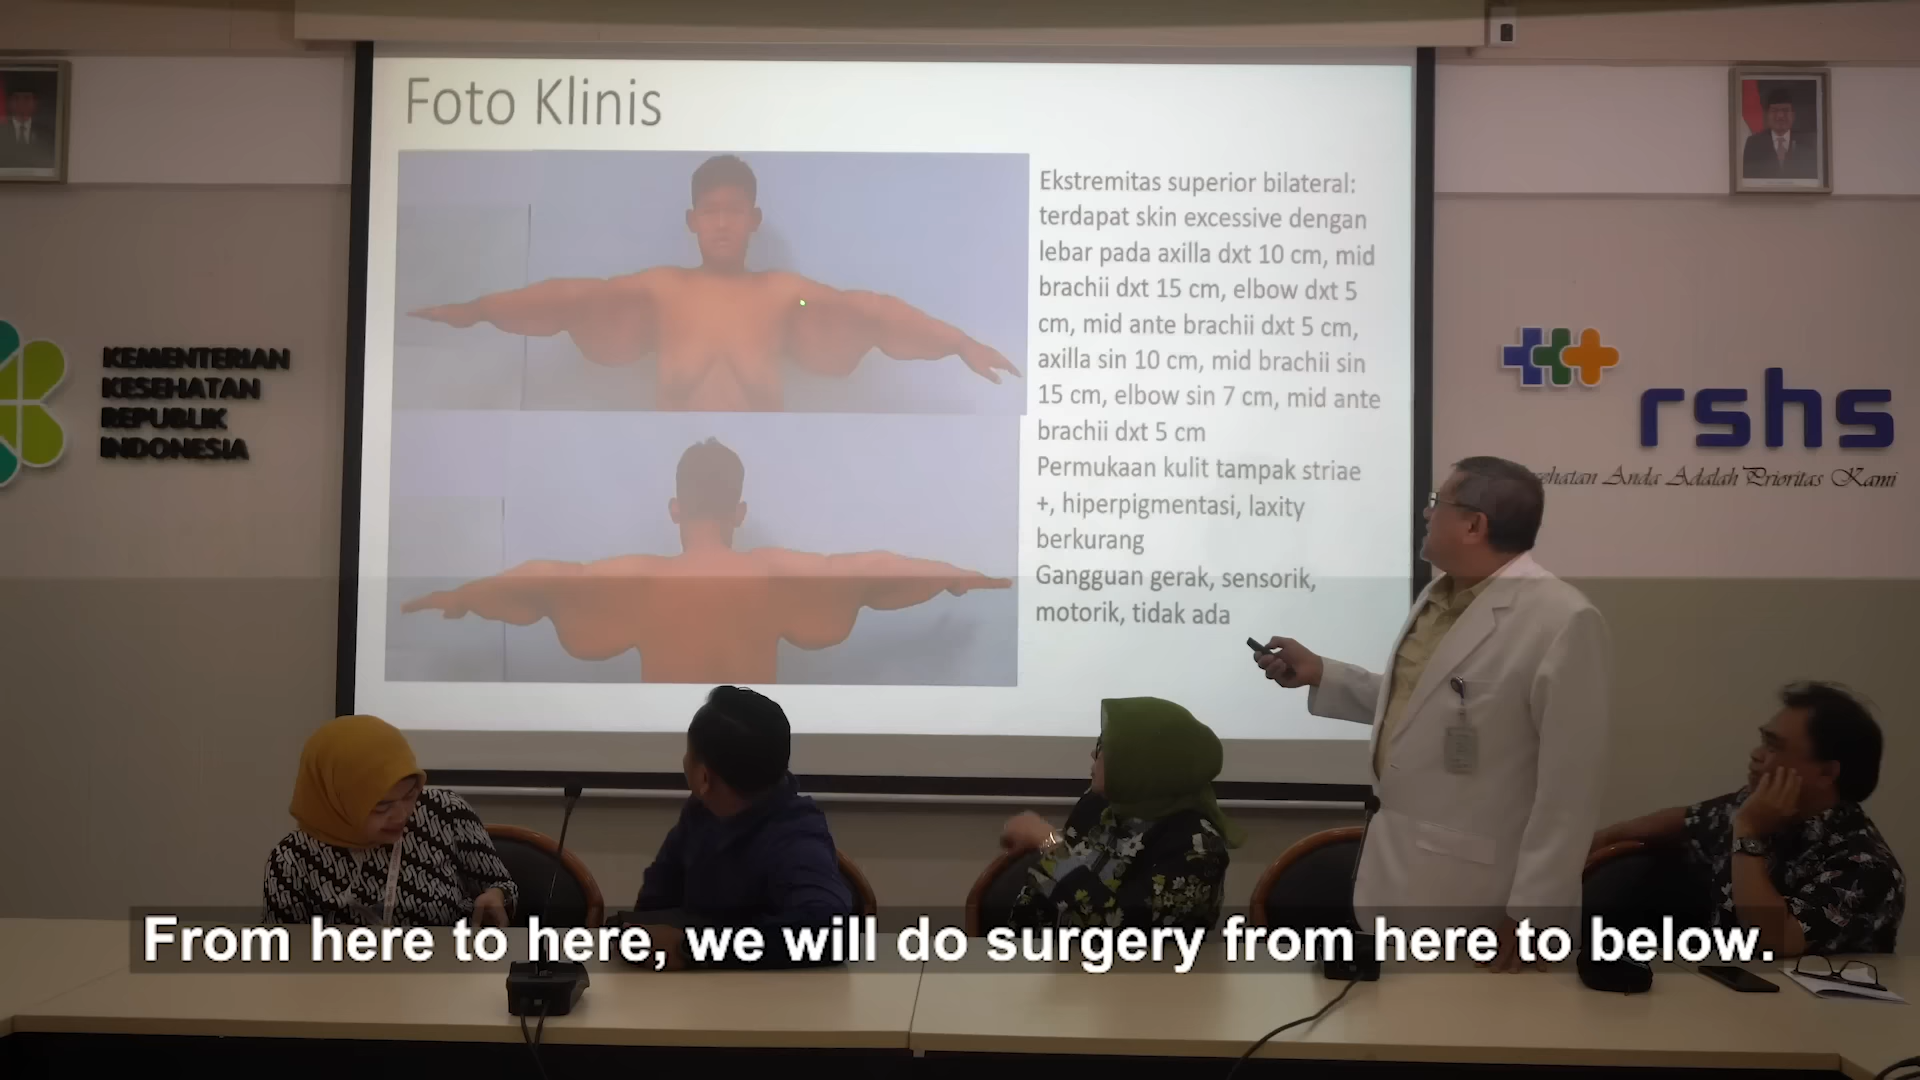 Foto Klinis
Ekstremitas superior bilateral:
terdapat skin excessive dengan
lebar pada axilla dxt 10 cm, mid
brachii dxt 15 cm, elbow dxt 5
cm, mid ante brachii dxt 5 cm,
axilla sin 10 cm, mid brachii sin
15 cm, elbow sin 7 cm, mid ante
brachii dxt 5 cm
Permukaan kulit tampak striae
+, hiperpigmentasi, laxity
berkurang
Gangguan gerak, sensorik,
motorik, tidak ada
KEMENTERIAN
KESEHATAN
REPUBLIK
INDONESIA
rshs
Anda Adalah Prioritas Kami
From here to here, we will do surgery from here to below.